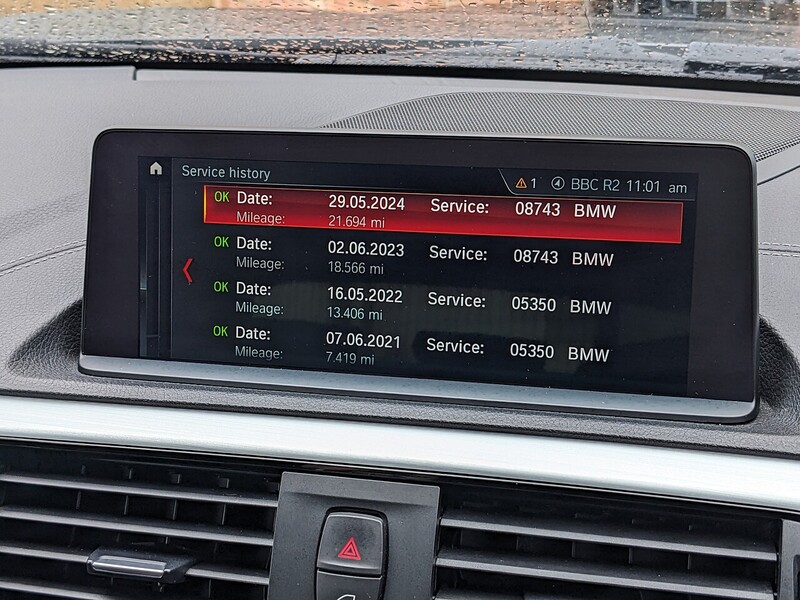 Service history 1 BBC R2 11:01 am
OK Date: 29.05.2024 Service: 08743 BMW
Mileage: 21.694 mi
OK Date: 02.06.2023 Service: 08743 BMW
Mileage: 18.566 mi
OK Date: 16.05.2022 Service: 05350 BMW
Mileage: 13.406 mi
OK Date: 07.06.2021 Service: 05350 BMW
Mileage: 7.419 mi